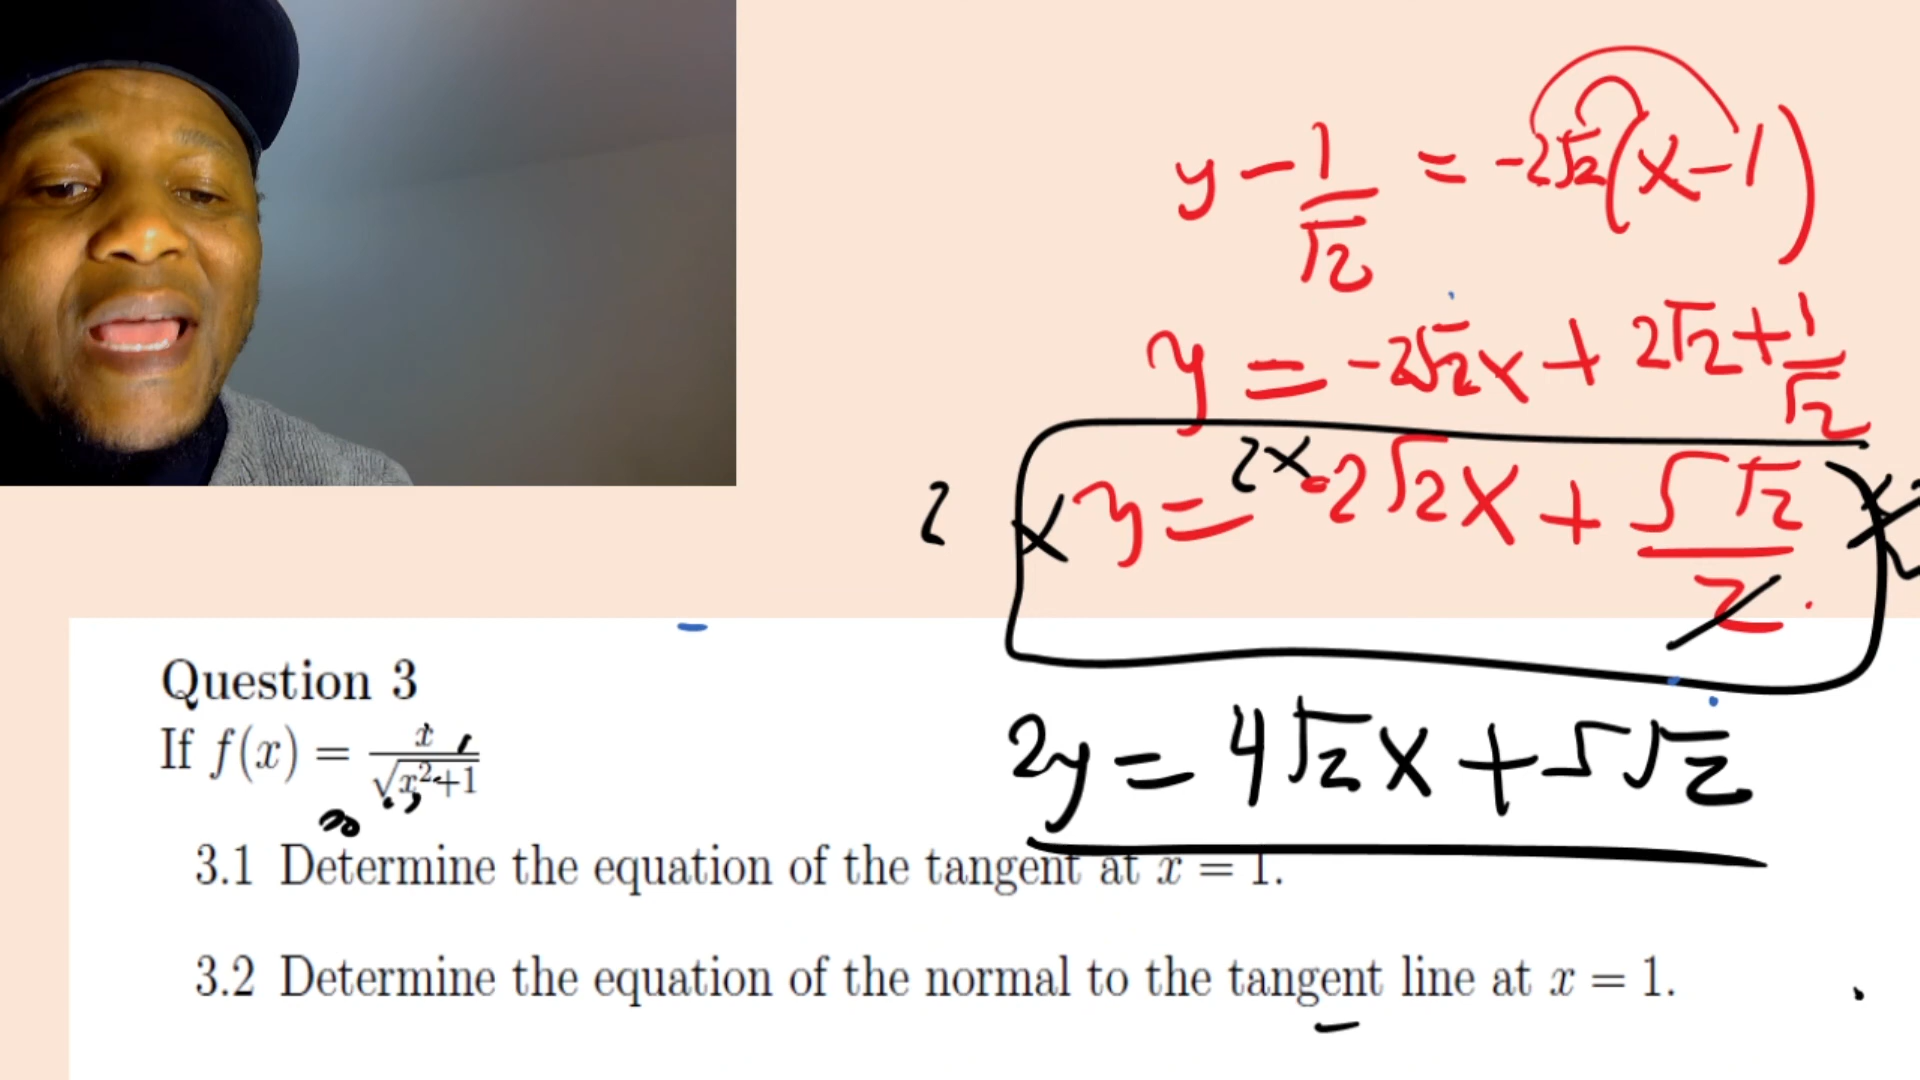 y - 1/√2 = -2√2(x - 1)
y = -2√2x + 2√2 + 1/√2
2 x y = 2x -2√2x + 5√2/2 x2
2y = 4√2x + 5√2
Question 3
If f(x) = x/√(x²+1)
3.1 Determine the equation of the tangent at x = 1.
3.2 Determine the equation of the normal to the tangent line at x = 1.